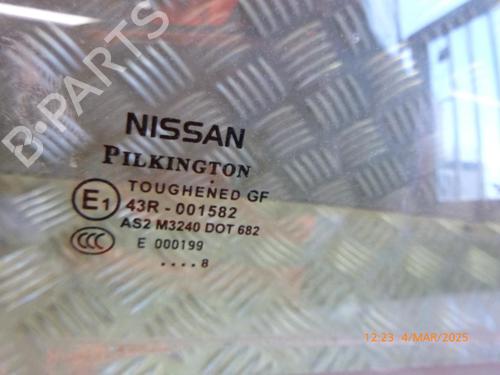 B-PARTS
NISSAN
PILKINGTON
TOUGHENED GF
E1 43R - 001582
AS2 M3240 DOT 682
CCC E 000199
....8
12:23 4/MAR/2025